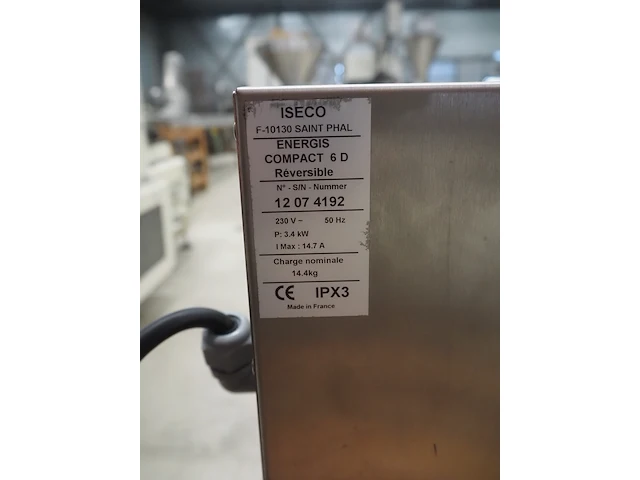 ISECO
F-10130 SAINT PHAL
ENERGIS
COMPACT 6 D
Réversible
N° - S/N - Nummer
12 07 4192
230 V ~ 50 Hz
P: 3.4 kW
I Max : 14.7 A
Charge nominale
14.4kg
CE IPX3
Made in France